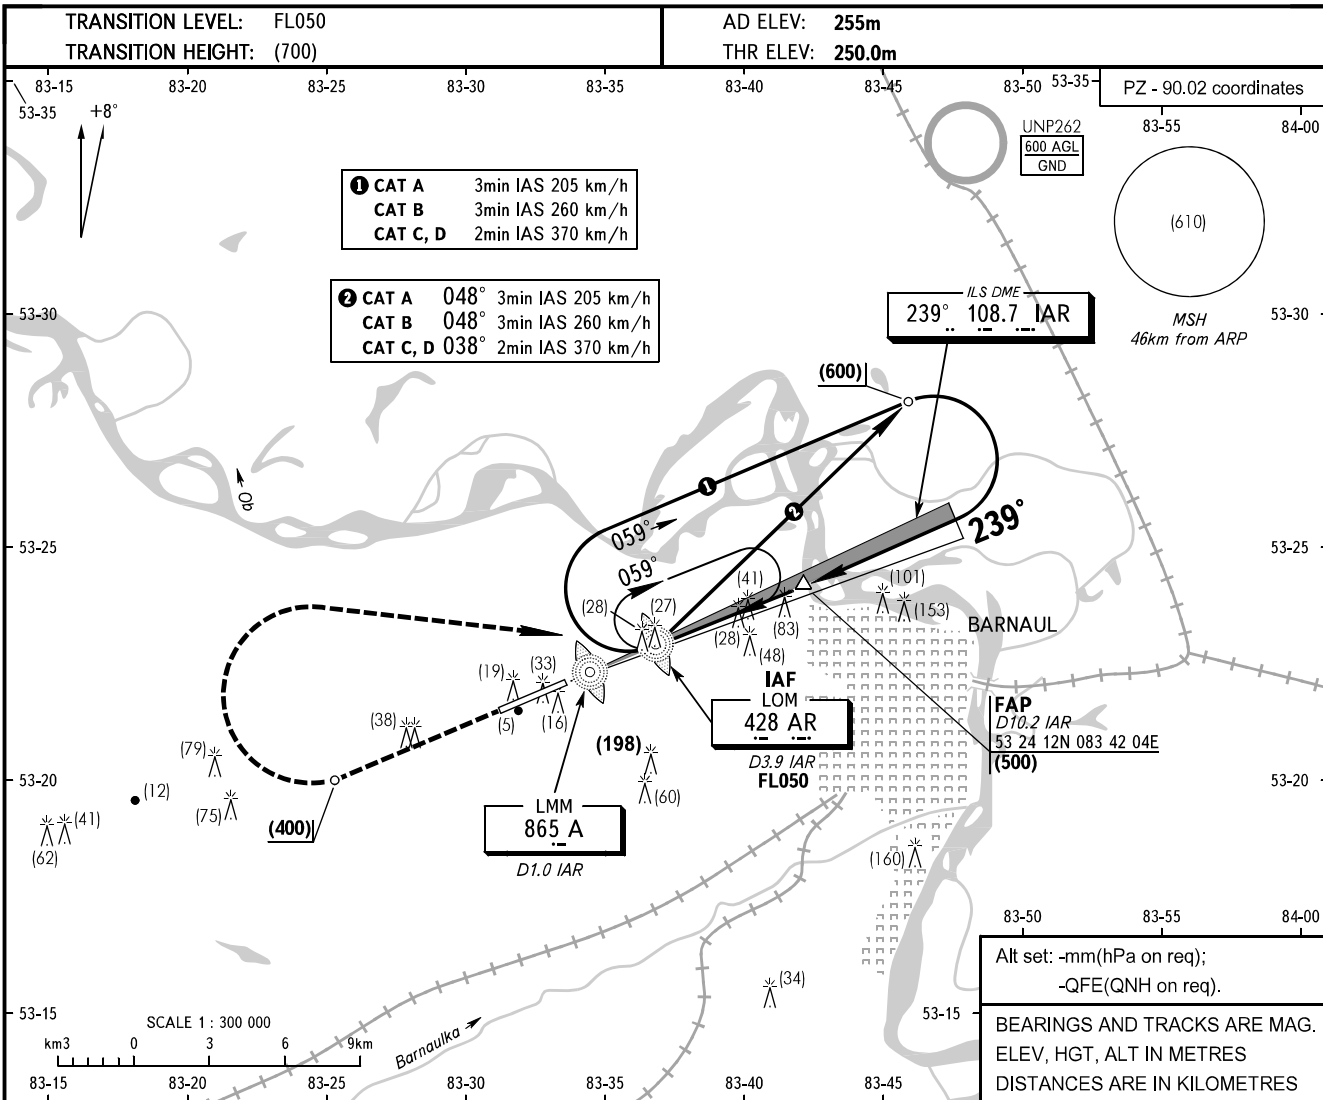 TRANSITION LEVEL: FL050
TRANSITION HEIGHT: (700)
AD ELEV: 255m
THR ELEV: 250.0m
83-15 83-20 83-25 83-30 83-35 83-40 83-45 83-50 53-35
PZ - 90.02 coordinates
53-35
+8°
83-55 84-00
UNP262
600 AGL
GND
❶ CAT A 3min IAS 205 km/h
CAT B 3min IAS 260 km/h
CAT C, D 2min IAS 370 km/h
(610)
MSH
46km from ARP
❷ CAT A 048° 3min IAS 205 km/h
CAT B 048° 3min IAS 260 km/h
CAT C, D 038° 2min IAS 370 km/h
53-30
53-30
ILS DME
239° 108.7 IAR
(600)
Ob
❶
❷
059°
239°
53-25
53-25
059°
(41)
(101)
(28)
(27)
(153)
(28)
(83)
BARNAUL
(48)
(19)
(33)
IAF
LOM
428 AR
D3.9 IAR
FL050
FAP
D10.2 IAR
53 24 12N 083 42 04E
(500)
(5)
(16)
(38)
(198)
(79)
(60)
53-20
53-20
(12)
(75)
(41)
(62)
(400)
LMM
865 A
D1.0 IAR
(160)
83-50 83-55 84-00
(34)
Alt set: -mm(hPa on req);
-QFE(QNH on req).
53-15
53-15
SCALE 1 : 300 000
km3 0 3 6 9km
Barnaulka
BEARINGS AND TRACKS ARE MAG.
ELEV, HGT, ALT IN METRES
DISTANCES ARE IN KILOMETRES
83-15 83-20 83-25 83-30 83-35 83-40 83-45